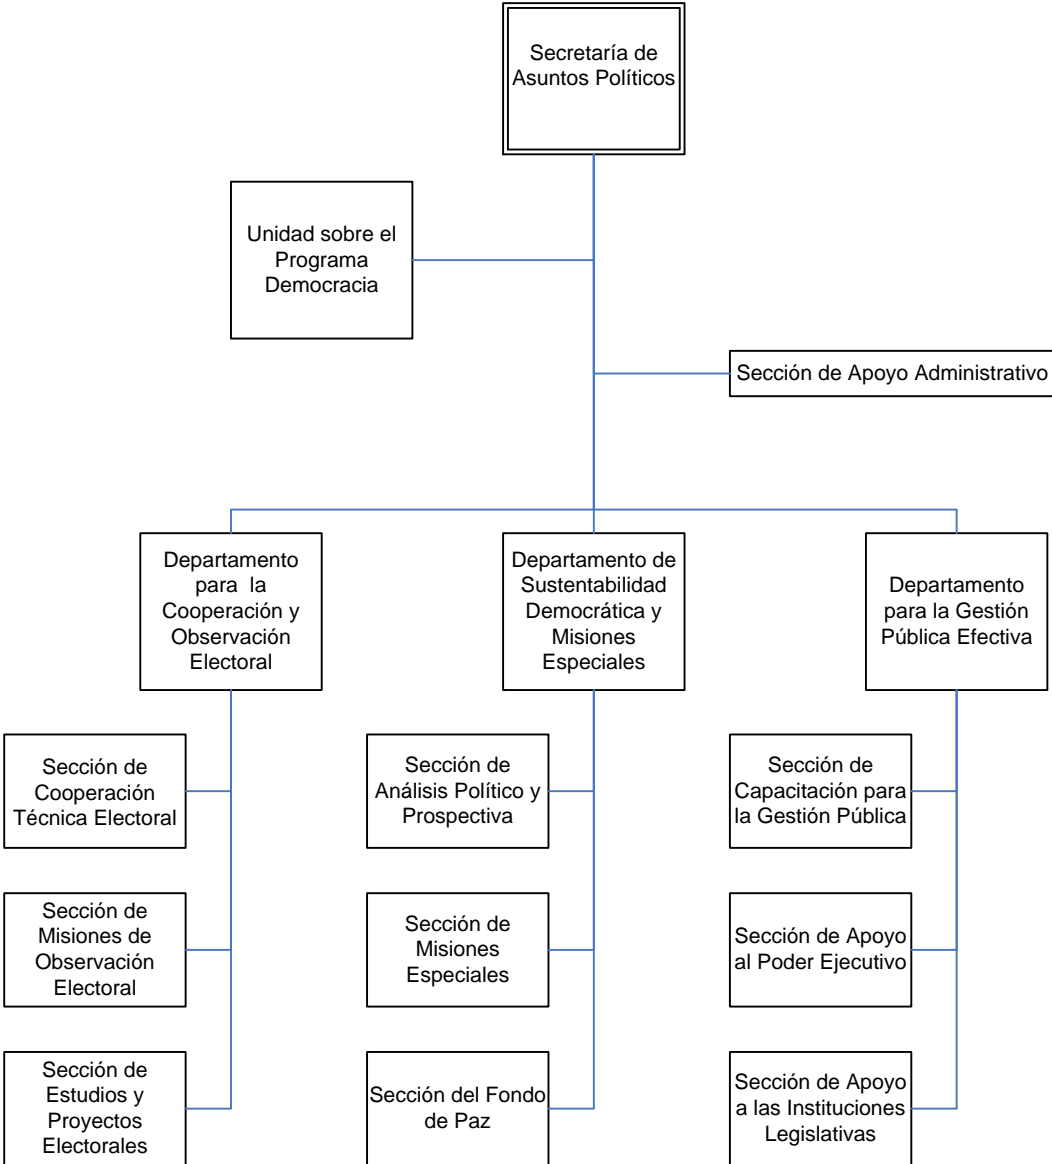 Secretaría de
Asuntos Políticos
Unidad sobre el
Programa
Democracia
Sección de Apoyo Administrativo
Departamento
para la
Cooperación y
Observación
Electoral
Departamento de
Sustentabilidad
Democrática y
Misiones
Especiales
Departamento
para la Gestión
Pública Efectiva
Sección de
Cooperación
Técnica Electoral
Sección de
Análisis Político y
Prospectiva
Sección de
Capacitación para
la Gestión Pública
Sección de
Misiones de
Observación
Electoral
Sección de
Misiones
Especiales
Sección de Apoyo
al Poder Ejecutivo
Sección de
Estudios y
Proyectos
Electorales
Sección del Fondo
de Paz
Sección de Apoyo
a las Instituciones
Legislativas